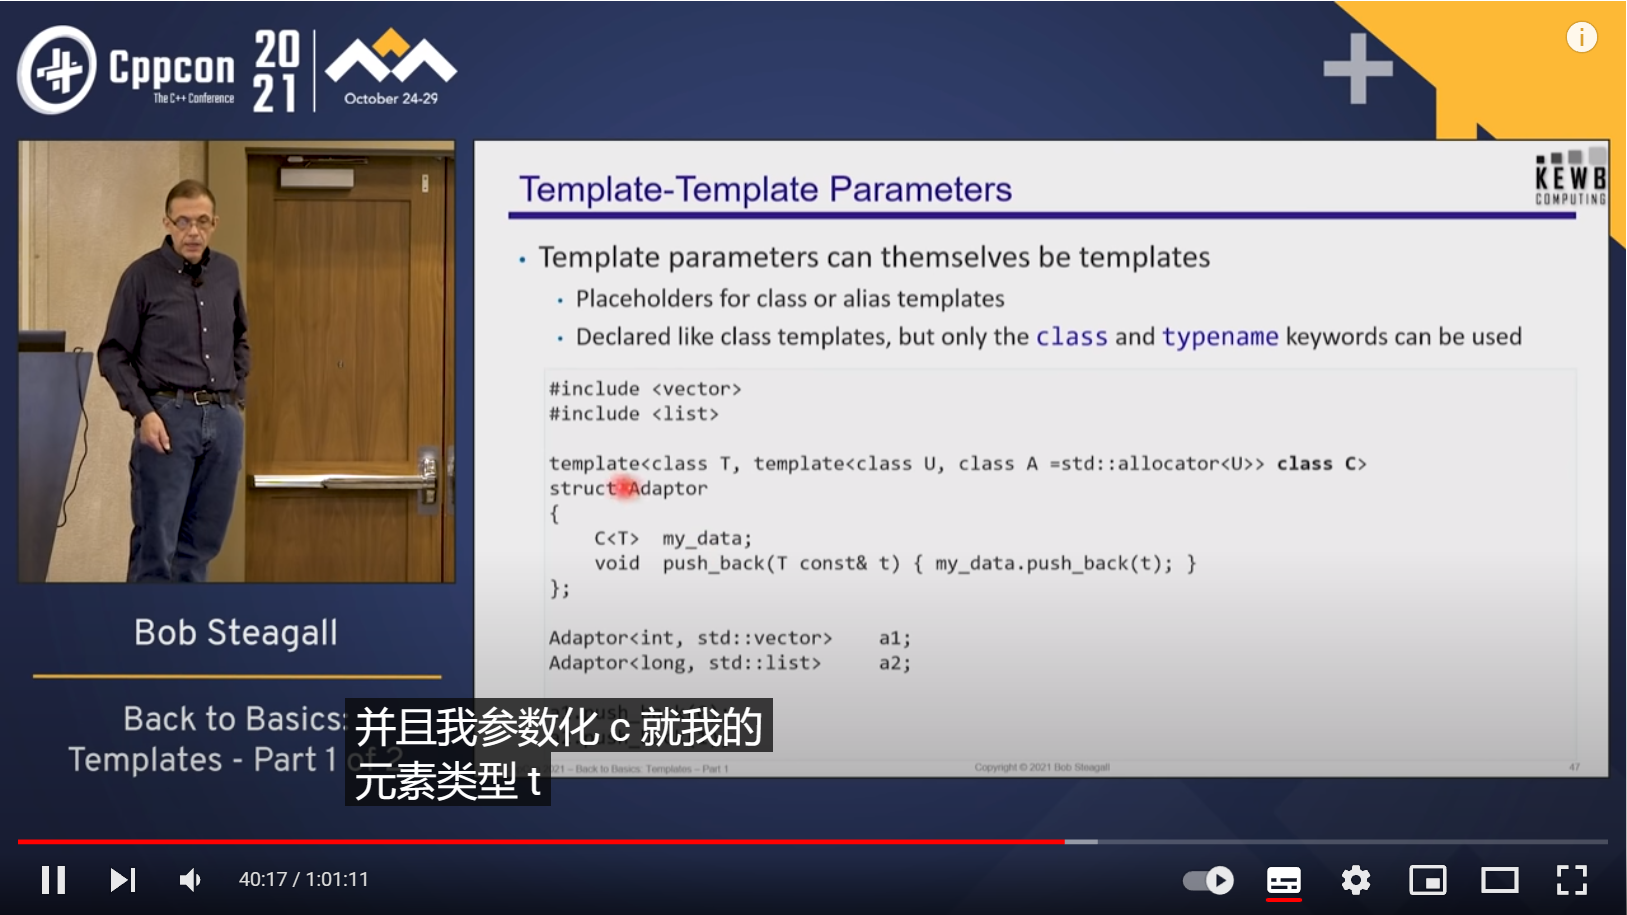 Cppcon
The C++ Conference
20
21
October 24-29
KEWB
COMPUTING
Template-Template Parameters
• Template parameters can themselves be templates
• Placeholders for class or alias templates
• Declared like class templates, but only the class and typename keywords can be used
#include <vector>
#include <list>
template<class T, template<class U, class A =std::allocator<U>> class C>
struct Adaptor
{
C<T> my_data;
void push_back(T const& t) { my_data.push_back(t); }
};
Adaptor<int, std::vector> a1;
Adaptor<long, std::list> a2;
Bob Steagall
Back to Basics:
Templates - Part 1 of 2
并且我参数化 c 就我的
元素类型 t
2021 – Back to Basics: Templates – Part 1
Copyright © 2021 Bob Steagall
47
40:17 / 1:01:11